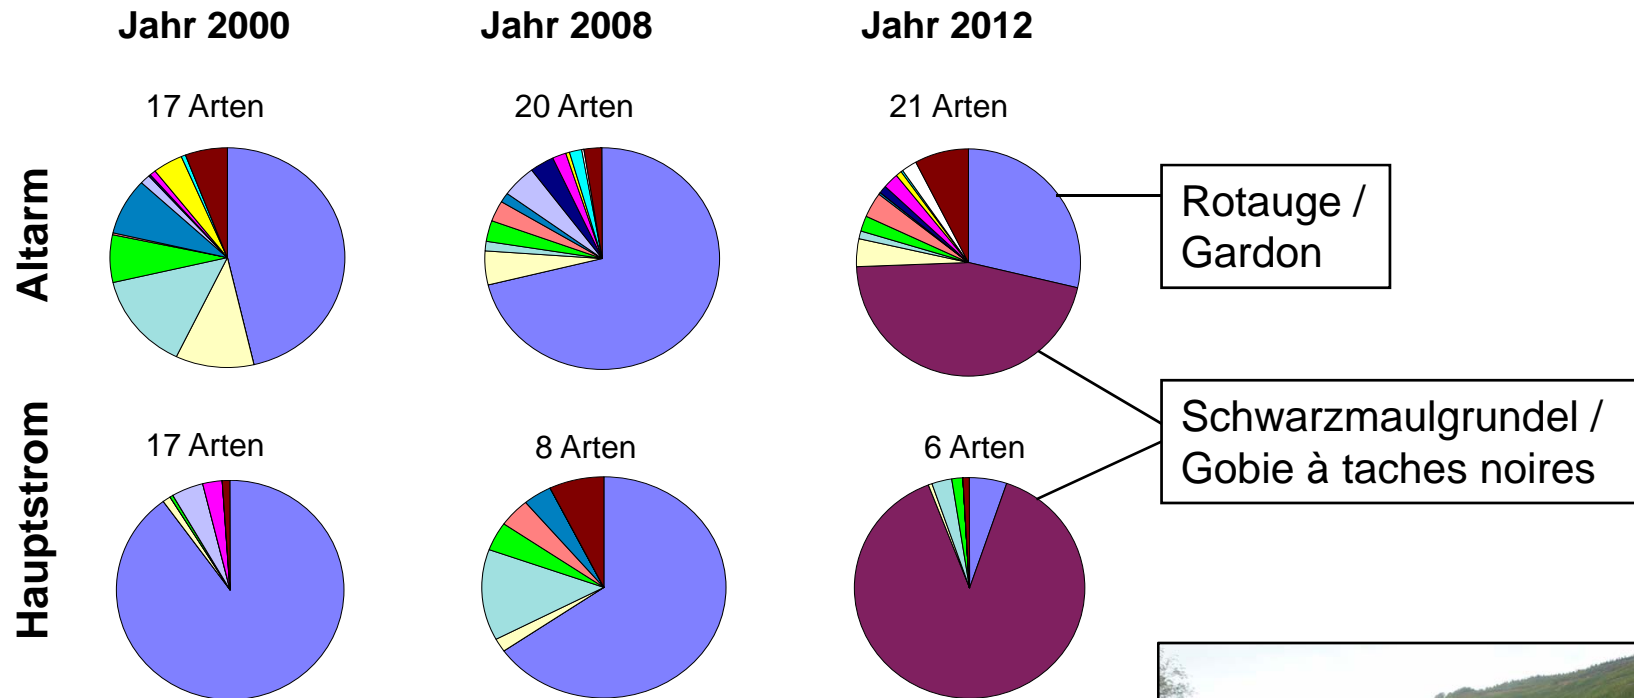 Jahr 2000
Jahr 2008
Jahr 2012
Altarm
17 Arten
20 Arten
21 Arten
Rotauge /
Gardon
Schwarzmaulgrundel /
Gobie à taches noires
Hauptstrom
17 Arten
8 Arten
6 Arten